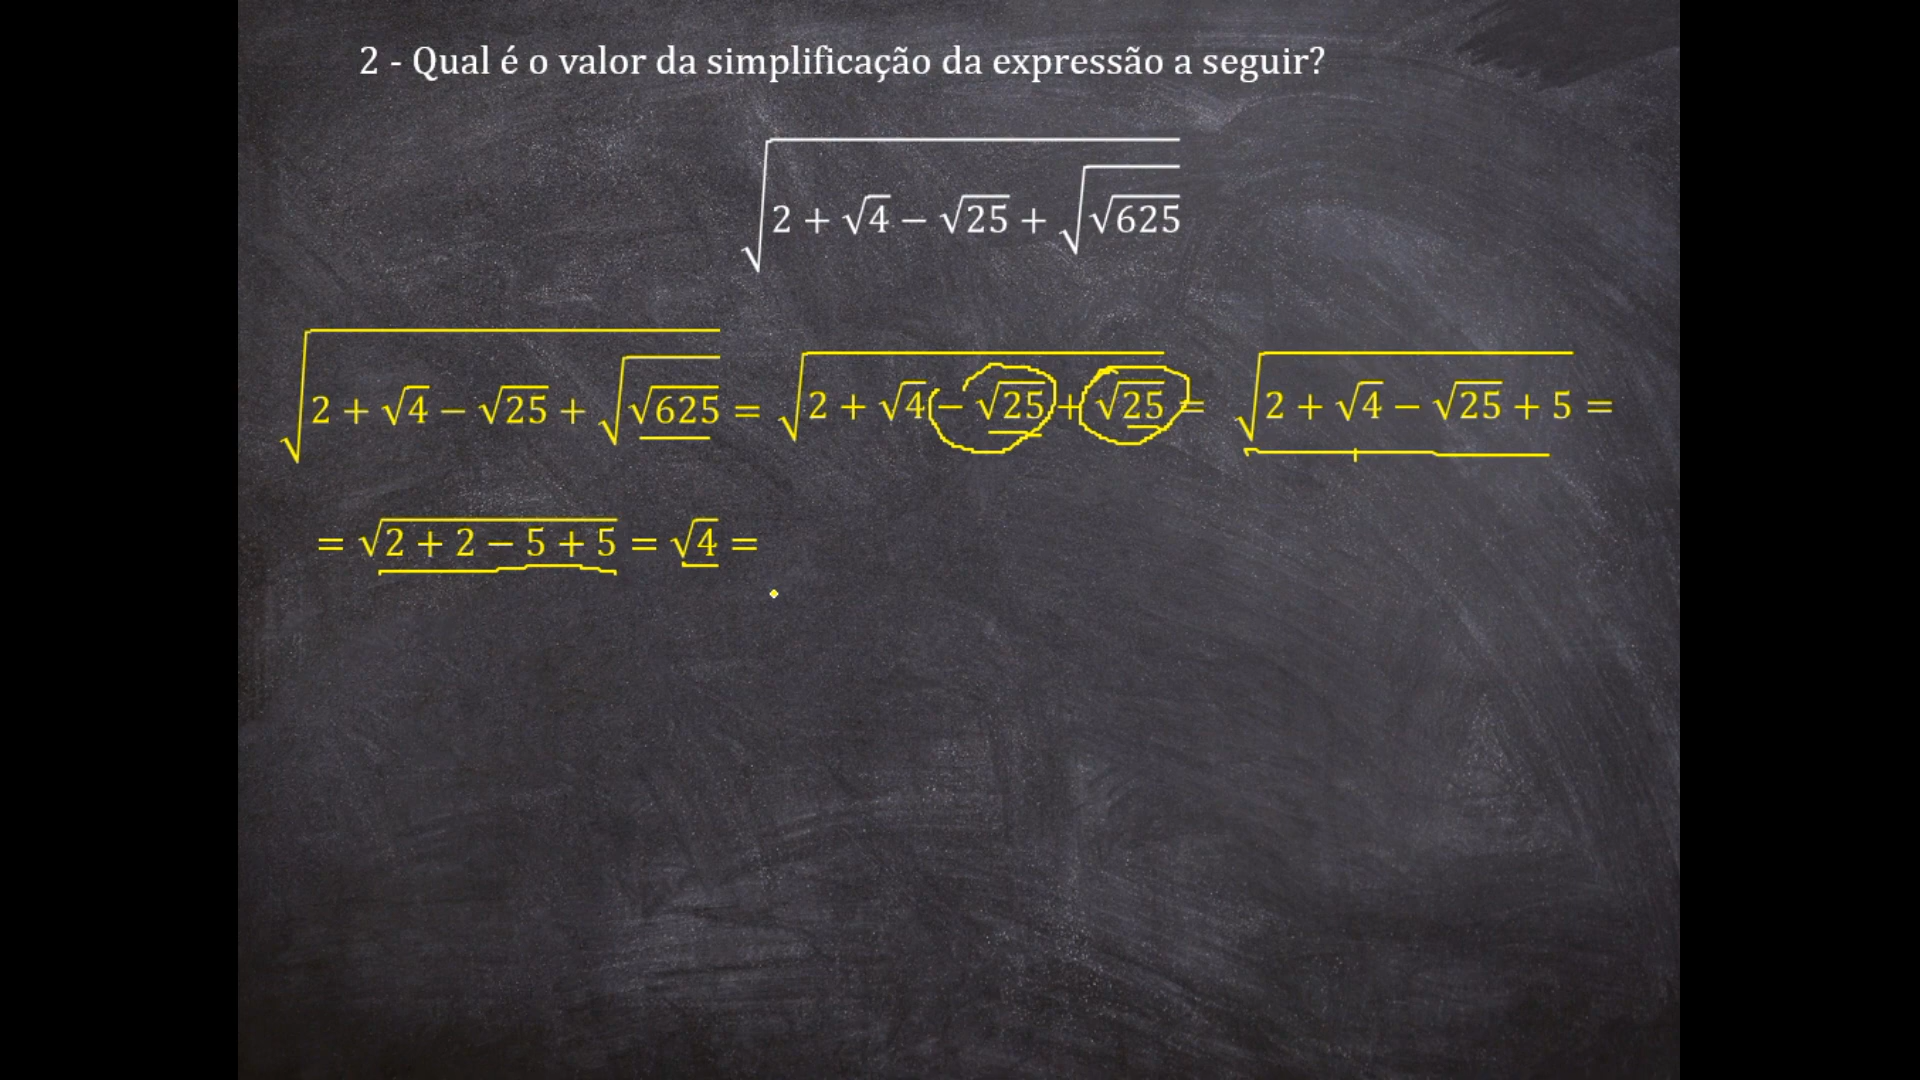 2 - Qual é o valor da simplificação da expressão a seguir?
√(2 + √4 − √25 + √(√625))
√(2 + √4 − √25 + √(√625)) = √(2 + √4 − √25 + √25) = √(2 + √4 − √25 + 5) =
= √(2 + 2 − 5 + 5) = √4 =